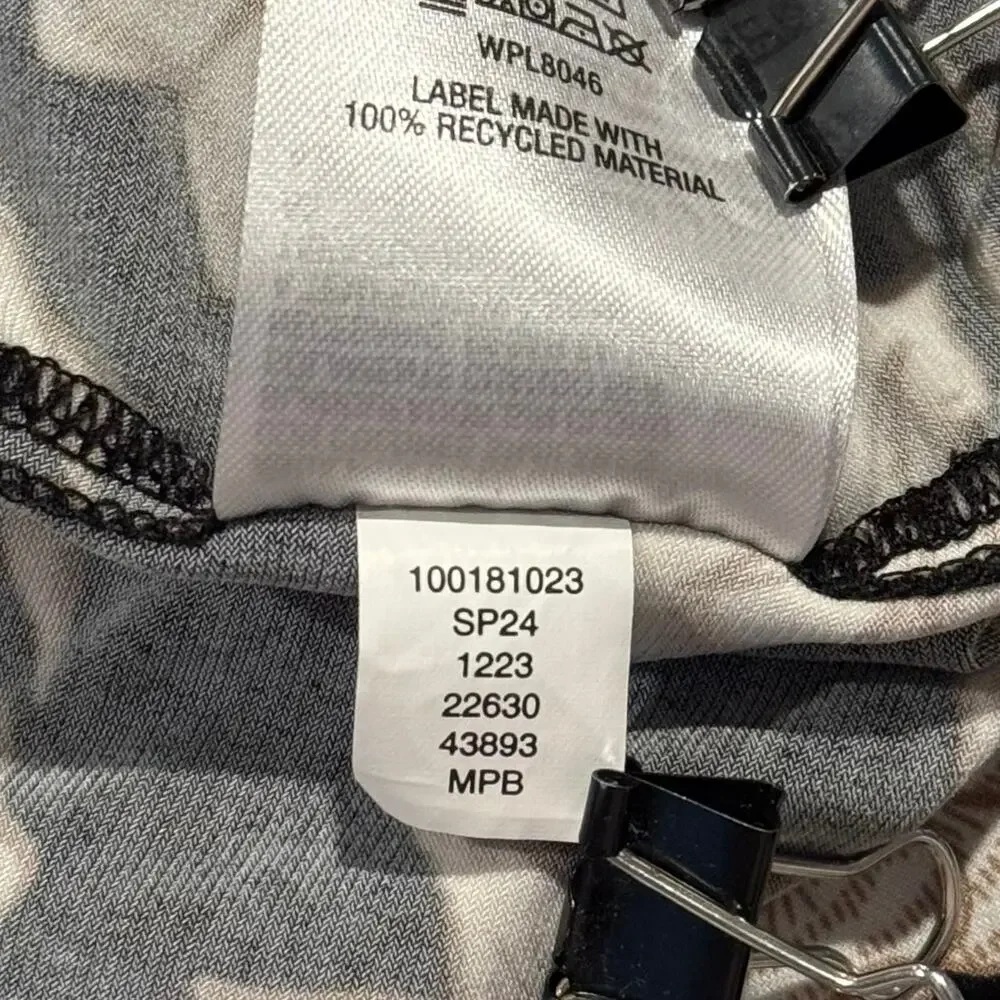 WPL8046
LABEL MADE WITH
100% RECYCLED MATERIAL
100181023
SP24
1223
22630
43893
MPB